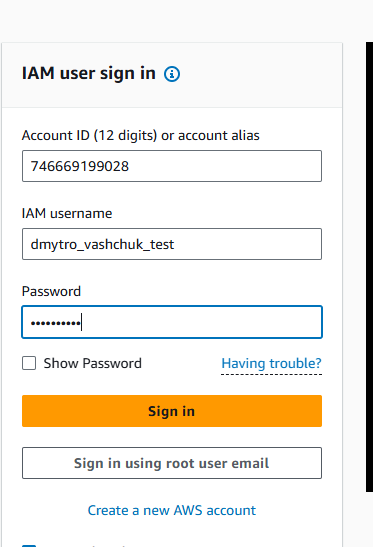 IAM user sign in
Account ID (12 digits) or account alias
746669199028
IAM username
dmytro_vashchuk_test
Password
••••••••••
Show Password Having trouble?
Sign in
Sign in using root user email
Create a new AWS account